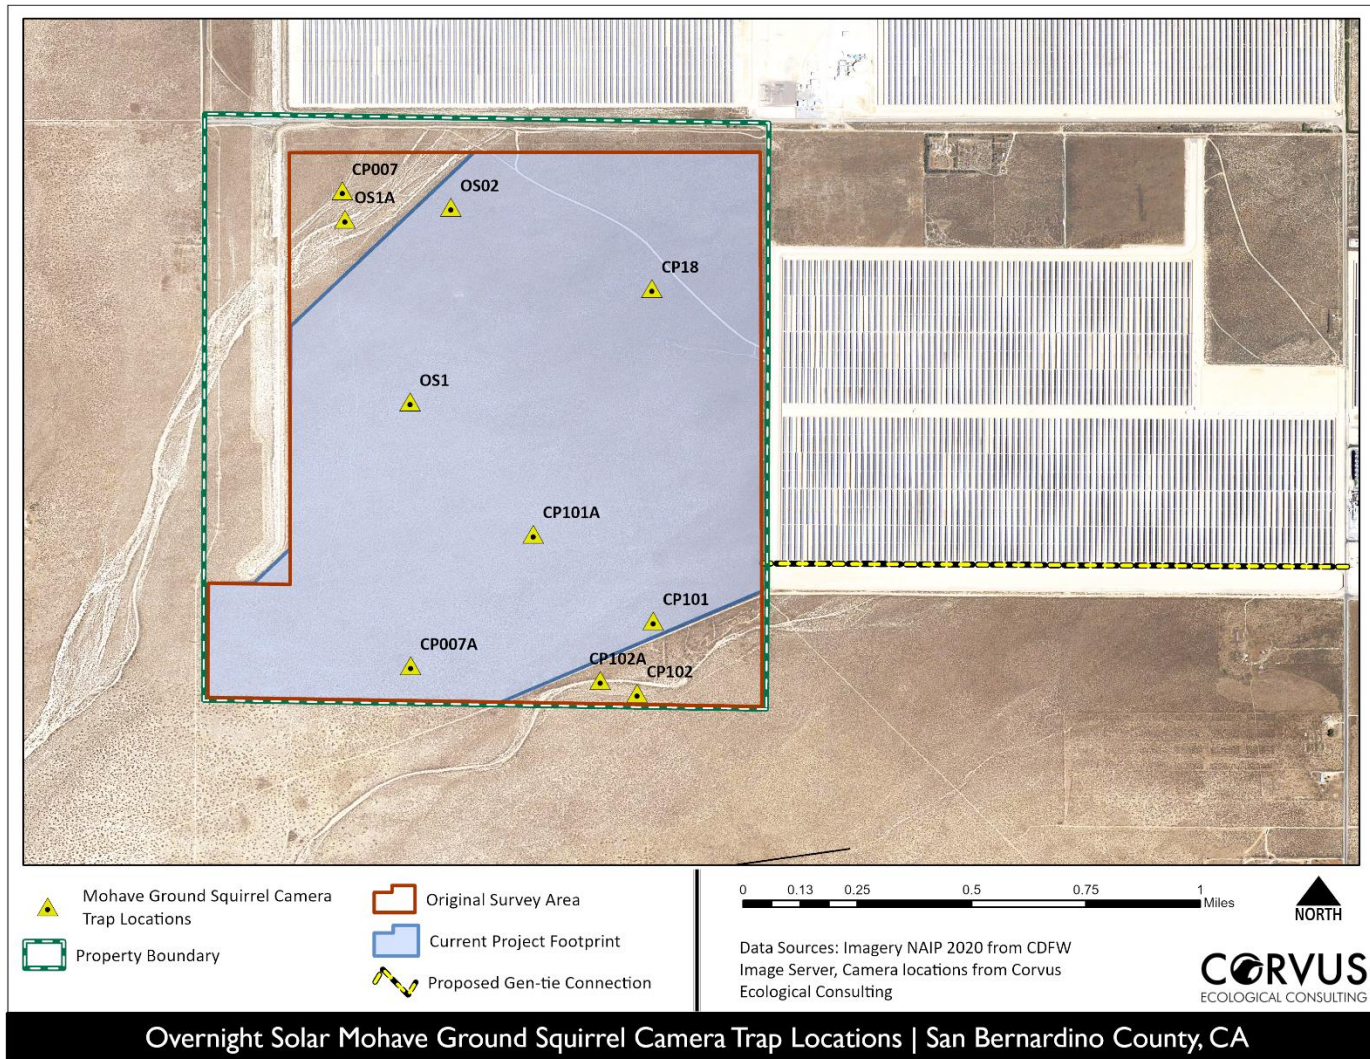 CP007
OS1A
OS02
CP18
OS1
CP101A
CP101
CP007A
CP102A
CP102
Mohave Ground Squirrel Camera
Trap Locations
Property Boundary
Original Survey Area
Current Project Footprint
Proposed Gen-tie Connection
0 0.13 0.25 0.5 0.75 1
Miles
NORTH
Data Sources: Imagery NAIP 2020 from CDFW
Image Server, Camera locations from Corvus
Ecological Consulting
CORVUS
ECOLOGICAL CONSULTING
Overnight Solar Mohave Ground Squirrel Camera Trap Locations | San Bernardino County, CA